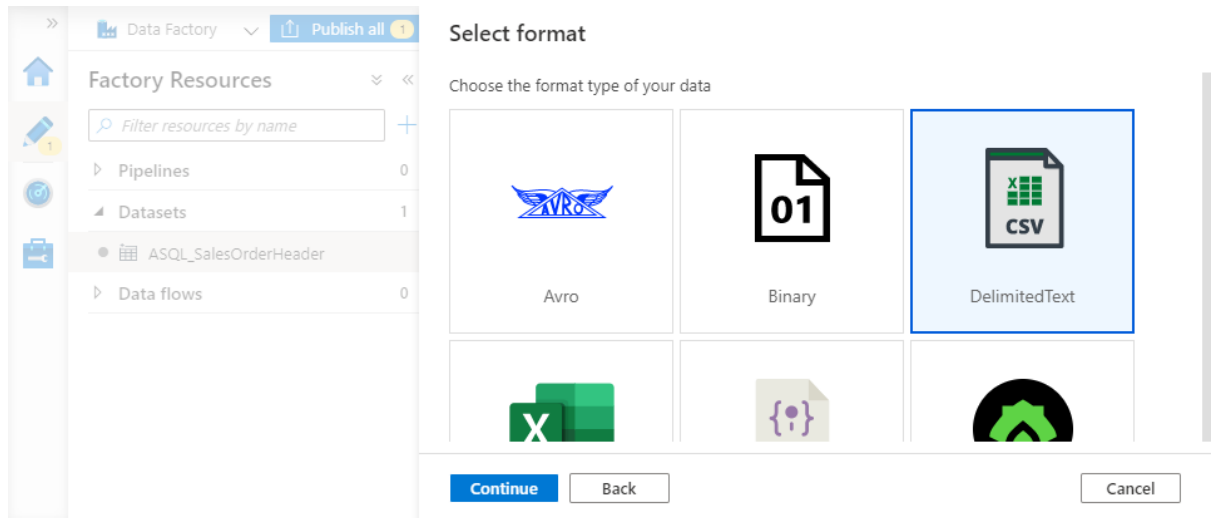 »
Data Factory
Publish all 1
Factory Resources
«
Filter resources by name
+
1
Pipelines 0
Datasets 1
ASQL_SalesOrderHeader
Data flows 0
Select format
Choose the format type of your data
AVRO
Avro
01
Binary
X
CSV
DelimitedText
X
Continue
Back
Cancel